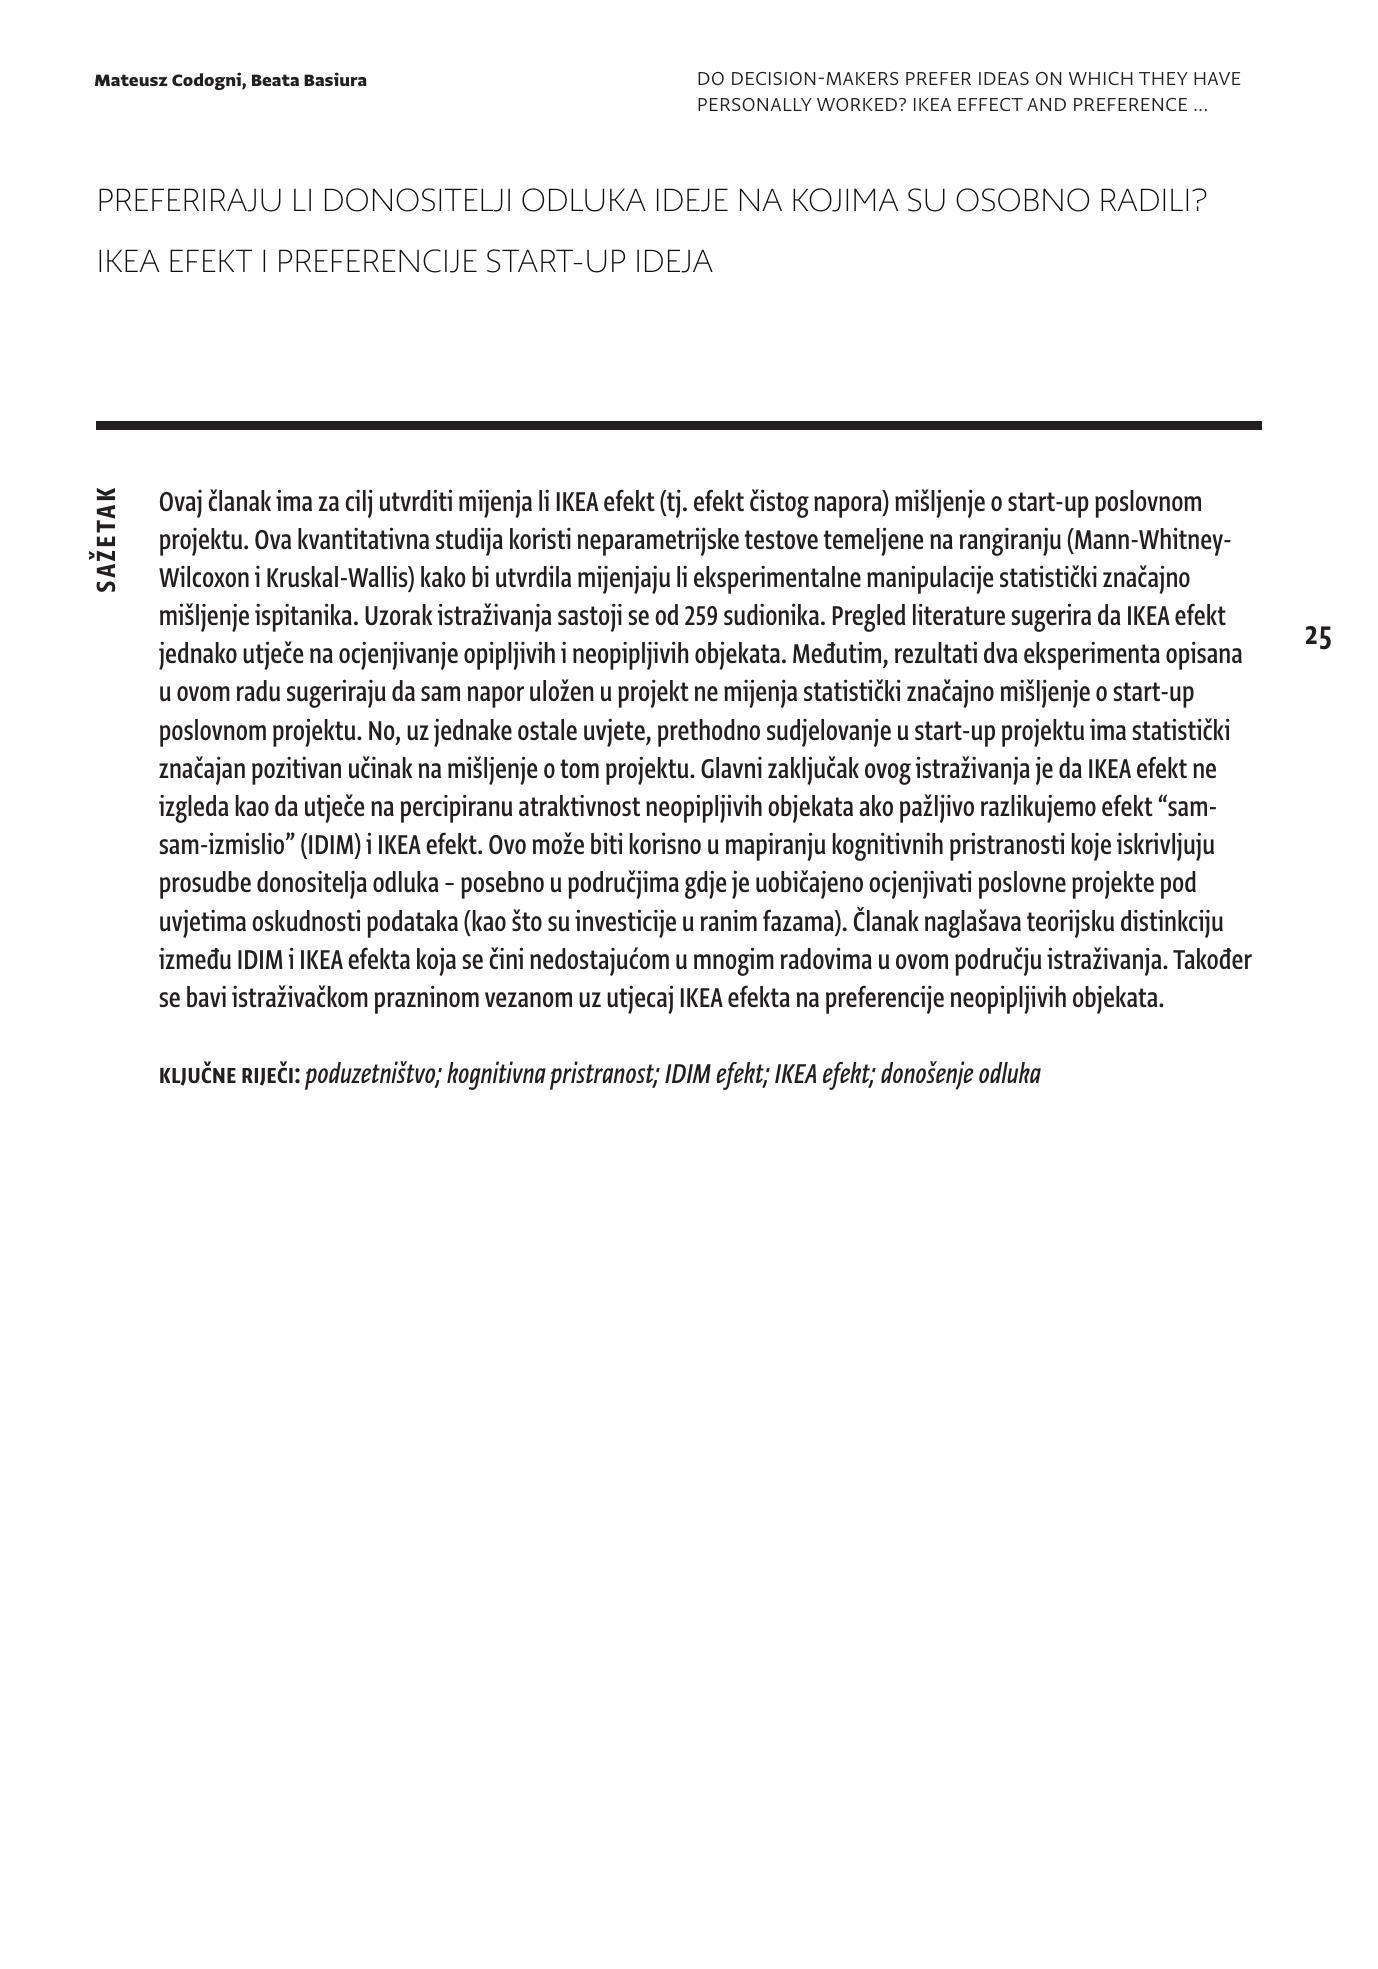 Mateusz Codogni, Beata Basiura
DO DECISION-MAKERS PREFER IDEAS ON WHICH THEY HAVE
PERSONALLY WORKED? IKEA EFFECT AND PREFERENCE ...
PREFERIRAJU LI DONOSITELJI ODLUKA IDEJE NA KOJIMA SU OSOBNO RADILI?
IKEA EFEKT I PREFERENCIJE START-UP IDEJA
SAŽETAK
Ovaj članak ima za cilj utvrditi mijenja li IKEA efekt (tj. efekt čistog napora) mišljenje o start-up poslovnom
projektu. Ova kvantitativna studija koristi neparametrijske testove temeljene na rangiranju (Mann-Whitney-
Wilcoxon i Kruskal-Wallis) kako bi utvrdila mijenjaju li eksperimentalne manipulacije statistički značajno
mišljenje ispitanika. Uzorak istraživanja sastoji se od 259 sudionika. Pregled literature sugerira da IKEA efekt
jednako utječe na ocjenjivanje opipljivih i neopipljivih objekata. Međutim, rezultati dva eksperimenta opisana
u ovom radu sugeriraju da sam napor uložen u projekt ne mijenja statistički značajno mišljenje o start-up
poslovnom projektu. No, uz jednake ostale uvjete, prethodno sudjelovanje u start-up projektu ima statistički
značajan pozitivan učinak na mišljenje o tom projektu. Glavni zaključak ovog istraživanja je da IKEA efekt ne
izgleda kao da utječe na percipiranu atraktivnost neopipljivih objekata ako pažljivo razlikujemo efekt “sam-
sam-izmislio” (IDIM) i IKEA efekt. Ovo može biti korisno u mapiranju kognitivnih pristranosti koje iskrivljuju
prosudbe donositelja odluka – posebno u područjima gdje je uobičajeno ocjenjivati poslovne projekte pod
uvjetima oskudnosti podataka (kao što su investicije u ranim fazama). Članak naglašava teorijsku distinkciju
između IDIM i IKEA efekta koja se čini nedostajućom u mnogim radovima u ovom području istraživanja. Također
se bavi istraživačkom prazninom vezanom uz utjecaj IKEA efekta na preferencije neopipljivih objekata.
KLJUČNE RIJEČI: poduzetništvo; kognitivna pristranost; IDIM efekt; IKEA efekt; donošenje odluka
25